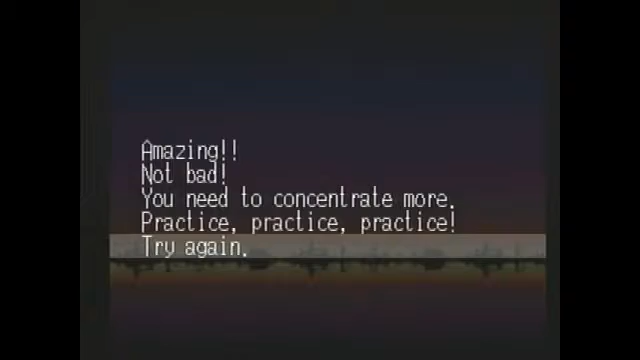 Amazing!!
Not bad!
You need to concentrate more.
Practice, practice, practice!
Try again.